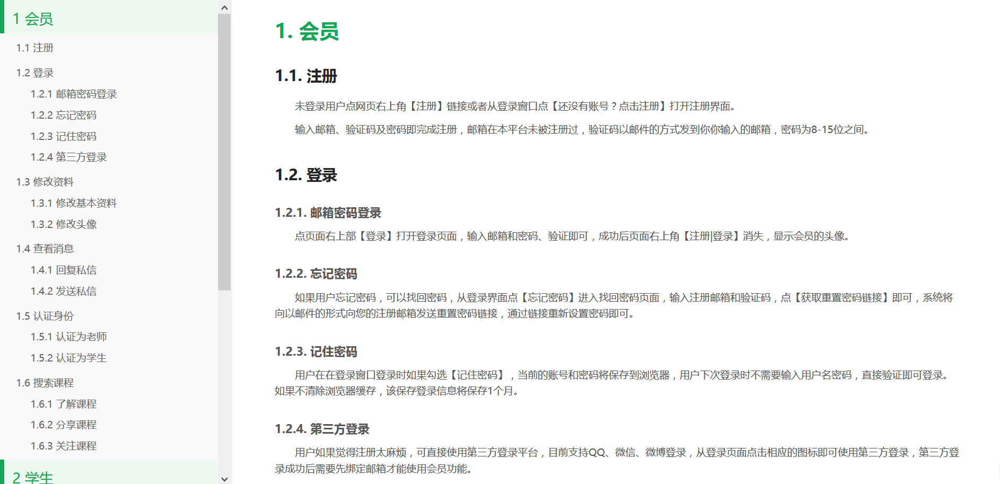 1 会员
1.1 注册
1.2 登录
1.2.1 邮箱密码登录
1.2.2 忘记密码
1.2.3 记住密码
1.2.4 第三方登录
1.3 修改资料
1.3.1 修改基本资料
1.3.2 修改头像
1.4 查看消息
1.4.1 回复私信
1.4.2 发送私信
1.5 认证身份
1.5.1 认证为老师
1.5.2 认证为学生
1.6 搜索课程
1.6.1 了解课程
1.6.2 分享课程
1.6.3 关注课程
2 学生
1. 会员
1.1. 注册
未登录用户点网页右上角【注册】链接或者从登录窗口点【还没有账号？点击注册】打开注册界面。
输入邮箱、验证码及密码即完成注册，邮箱在本平台未被注册过，验证码以邮件的方式发到你你输入的邮箱，密码为8-15位之间。
1.2. 登录
1.2.1. 邮箱密码登录
点页面右上部【登录】打开登录页面，输入邮箱和密码、验证即可，成功后页面右上角【注册|登录】消失，显示会员的头像。
1.2.2. 忘记密码
如果用户忘记密码，可以找回密码，从登录界面点【忘记密码】进入找回密码页面，输入注册邮箱和验证码，点【获取重置密码链接】即可，系统将
向以邮件的形式向您的注册邮箱发送重置密码链接，通过链接重新设置密码即可。
1.2.3. 记住密码
用户在在登录窗口登录时如果勾选【记住密码】，当前的账号和密码将保存到浏览器，用户下次登录时不需要输入用户名密码，直接验证即可登录。
如果不清除浏览器缓存，该保存登录信息将保存1个月。
1.2.4. 第三方登录
用户如果觉得注册太麻烦，可直接使用第三方登录平台，目前支持QQ、微信、微博登录，从登录页面点击相应的图标即可使用第三方登录，第三方登
录成功后需要先绑定邮箱才能使用会员功能。